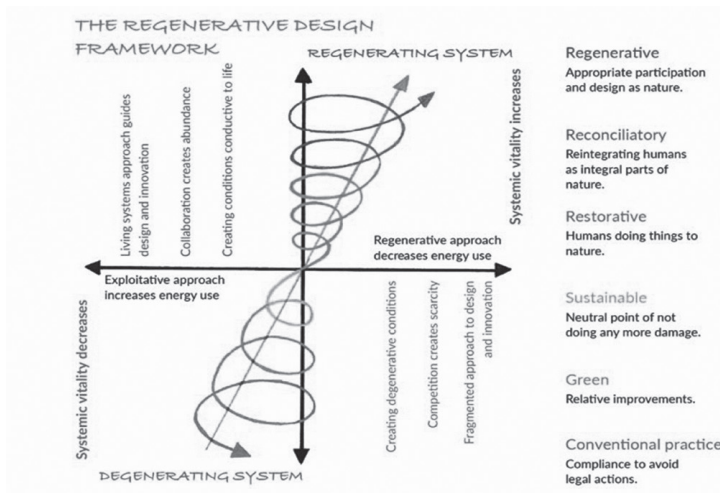 THE REGENERATIVE DESIGN
FRAMEWORK
REGENERATING SYSTEM
Living systems approach guides
design and innovation
Collaboration creates abundance
Creating conditions conductive to life
Systemic vitality increases
Regenerative approach
decreases energy use
Exploitative approach
increases energy use
Systemic vitality decreases
Creating degenerative conditions
Competition creates scarcity
Fragmented approach to design
and innovation
DEGENERATING SYSTEM
Regenerative
Appropriate participation
and design as nature.
Reconciliatory
Reintegrating humans
as integral parts of
nature.
Restorative
Humans doing things to
nature.
Sustainable
Neutral point of not
doing any more damage.
Green
Relative improvements.
Conventional practice
Compliance to avoid
legal actions.